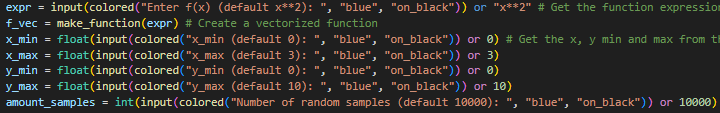 expr = input(colored("Enter f(x) (default x**2): ", "blue", "on_black")) or "x**2" # Get the function expression
f_vec = make_function(expr) # Create a vectorized function
x_min = float(input(colored("x_min (default 0): ", "blue", "on_black")) or 0) # Get the x, y min and max from th
x_max = float(input(colored("x_max (default 3): ", "blue", "on_black")) or 3)
y_min = float(input(colored("y_min (default 0): ", "blue", "on_black")) or 0)
y_max = float(input(colored("y_max (default 10): ", "blue", "on_black")) or 10)
amount_samples = int(input(colored("Number of random samples (default 10000): ", "blue", "on_black")) or 10000)